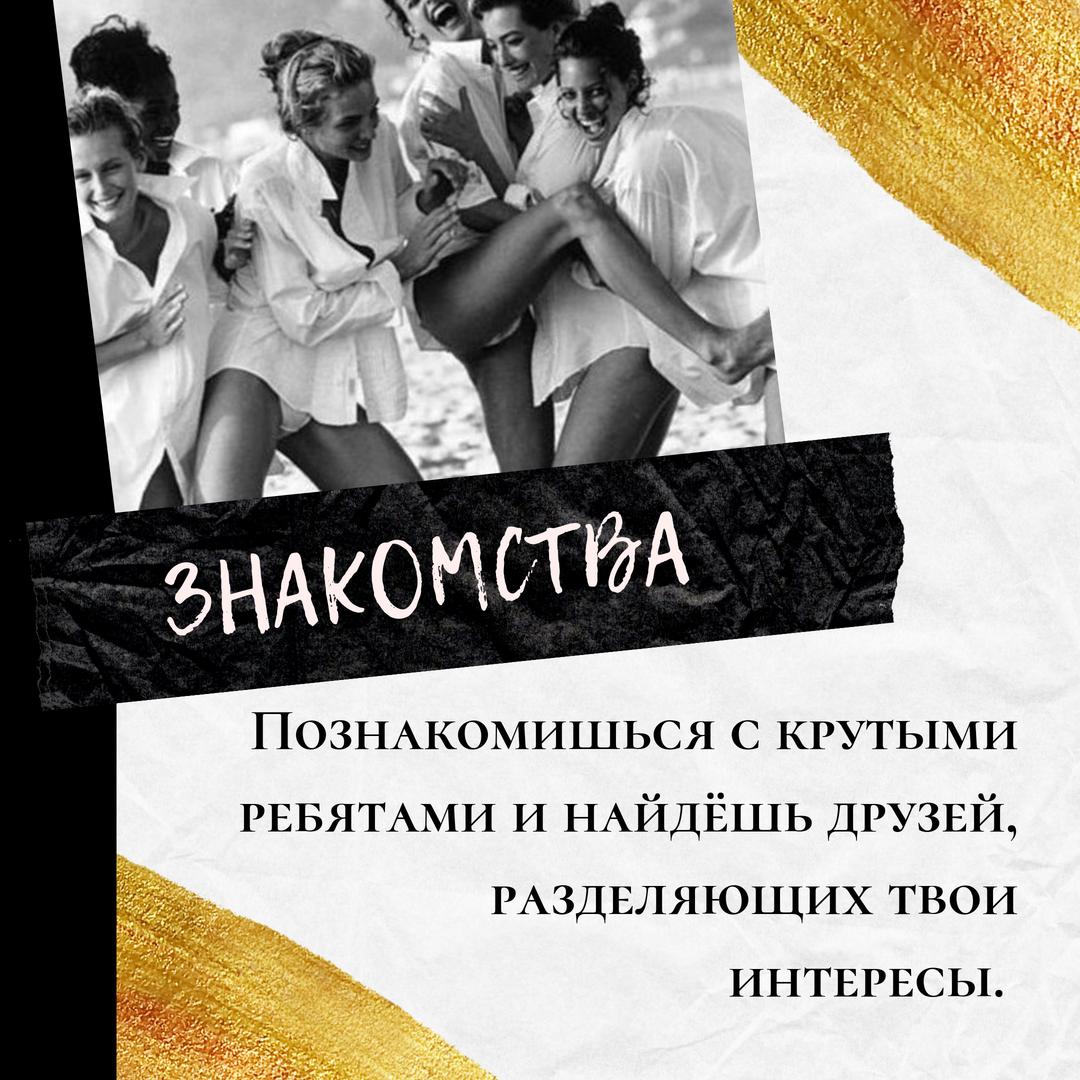 ЗНАКОМСТВА
Познакомишься с крутыми
ребятами и найдёшь друзей,
разделяющих твои
интересы.